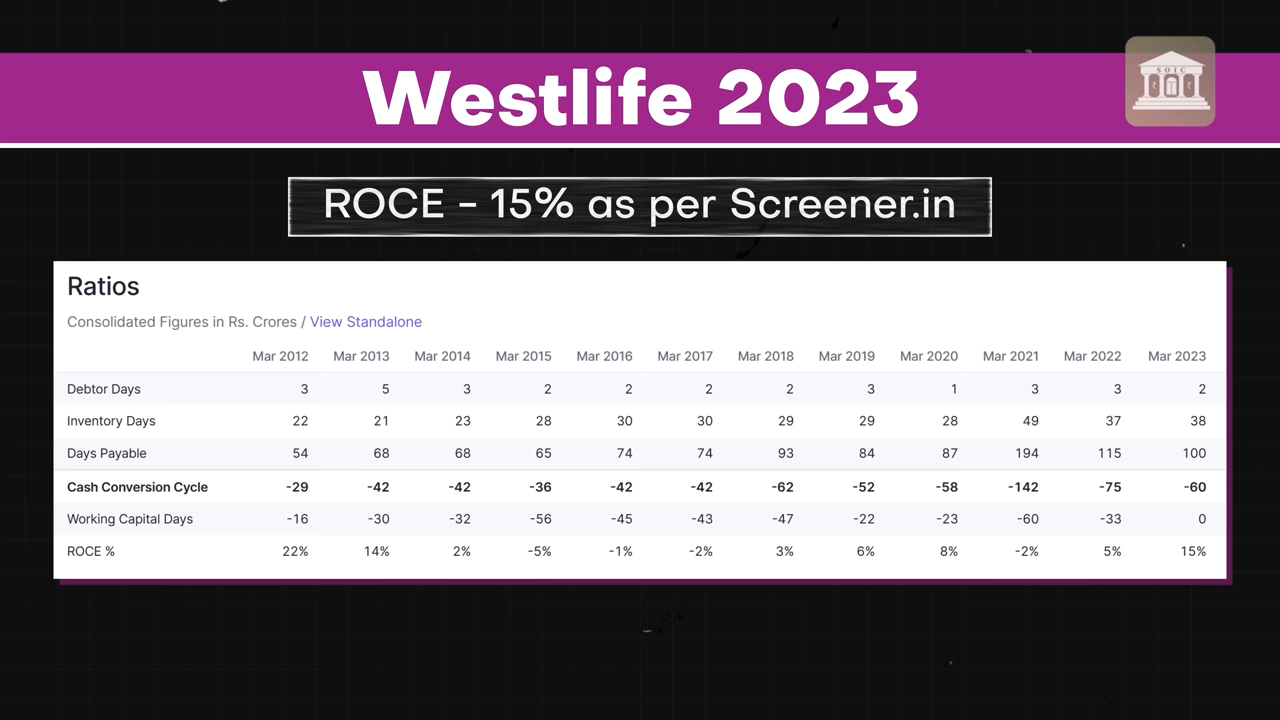 Westlife 2023
SOIC
ROCE - 15% as per Screener.in
Ratios
Consolidated Figures in Rs. Crores / View Standalone
Mar 2012 Mar 2013 Mar 2014 Mar 2015 Mar 2016 Mar 2017 Mar 2018 Mar 2019 Mar 2020 Mar 2021 Mar 2022 Mar 2023
Debtor Days 3 5 3 2 2 2 2 3 1 3 3 2
Inventory Days 22 21 23 28 30 30 29 29 28 49 37 38
Days Payable 54 68 68 65 74 74 93 84 87 194 115 100
Cash Conversion Cycle -29 -42 -42 -36 -42 -42 -62 -52 -58 -142 -75 -60
Working Capital Days -16 -30 -32 -56 -45 -43 -47 -22 -23 -60 -33 0
ROCE % 22% 14% 2% -5% -1% -2% 3% 6% 8% -2% 5% 15%